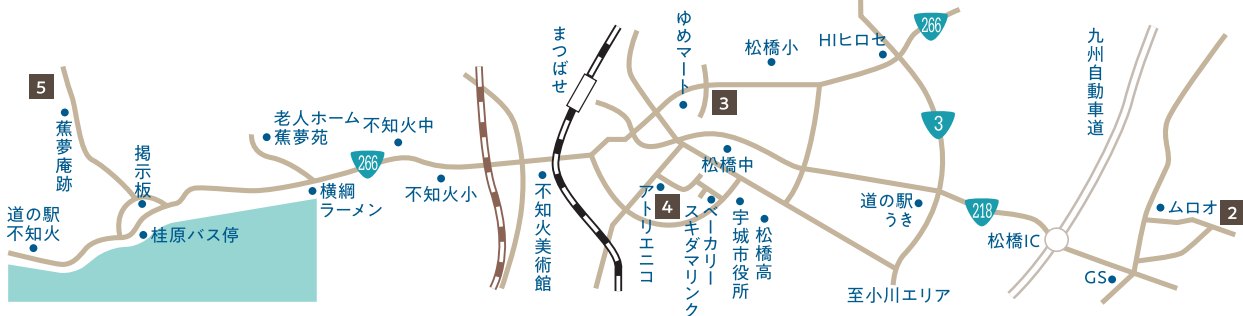 5
蕉夢庵跡
掲示板
道の駅
不知火
桂原バス停
老人ホーム
蕉夢苑
266
横綱
ラーメン
不知火中
不知火小
不知火美術館
まつばせ
ゆめマート
3
松橋小
HIヒロセ
266
3
松橋中
アトリエニコ
4
ベーカリー
スキダマリンク
宇城市役所
松橋高
道の駅
うき
218
至小川エリア
九州自動車道
松橋IC
ムロオ
2
GS